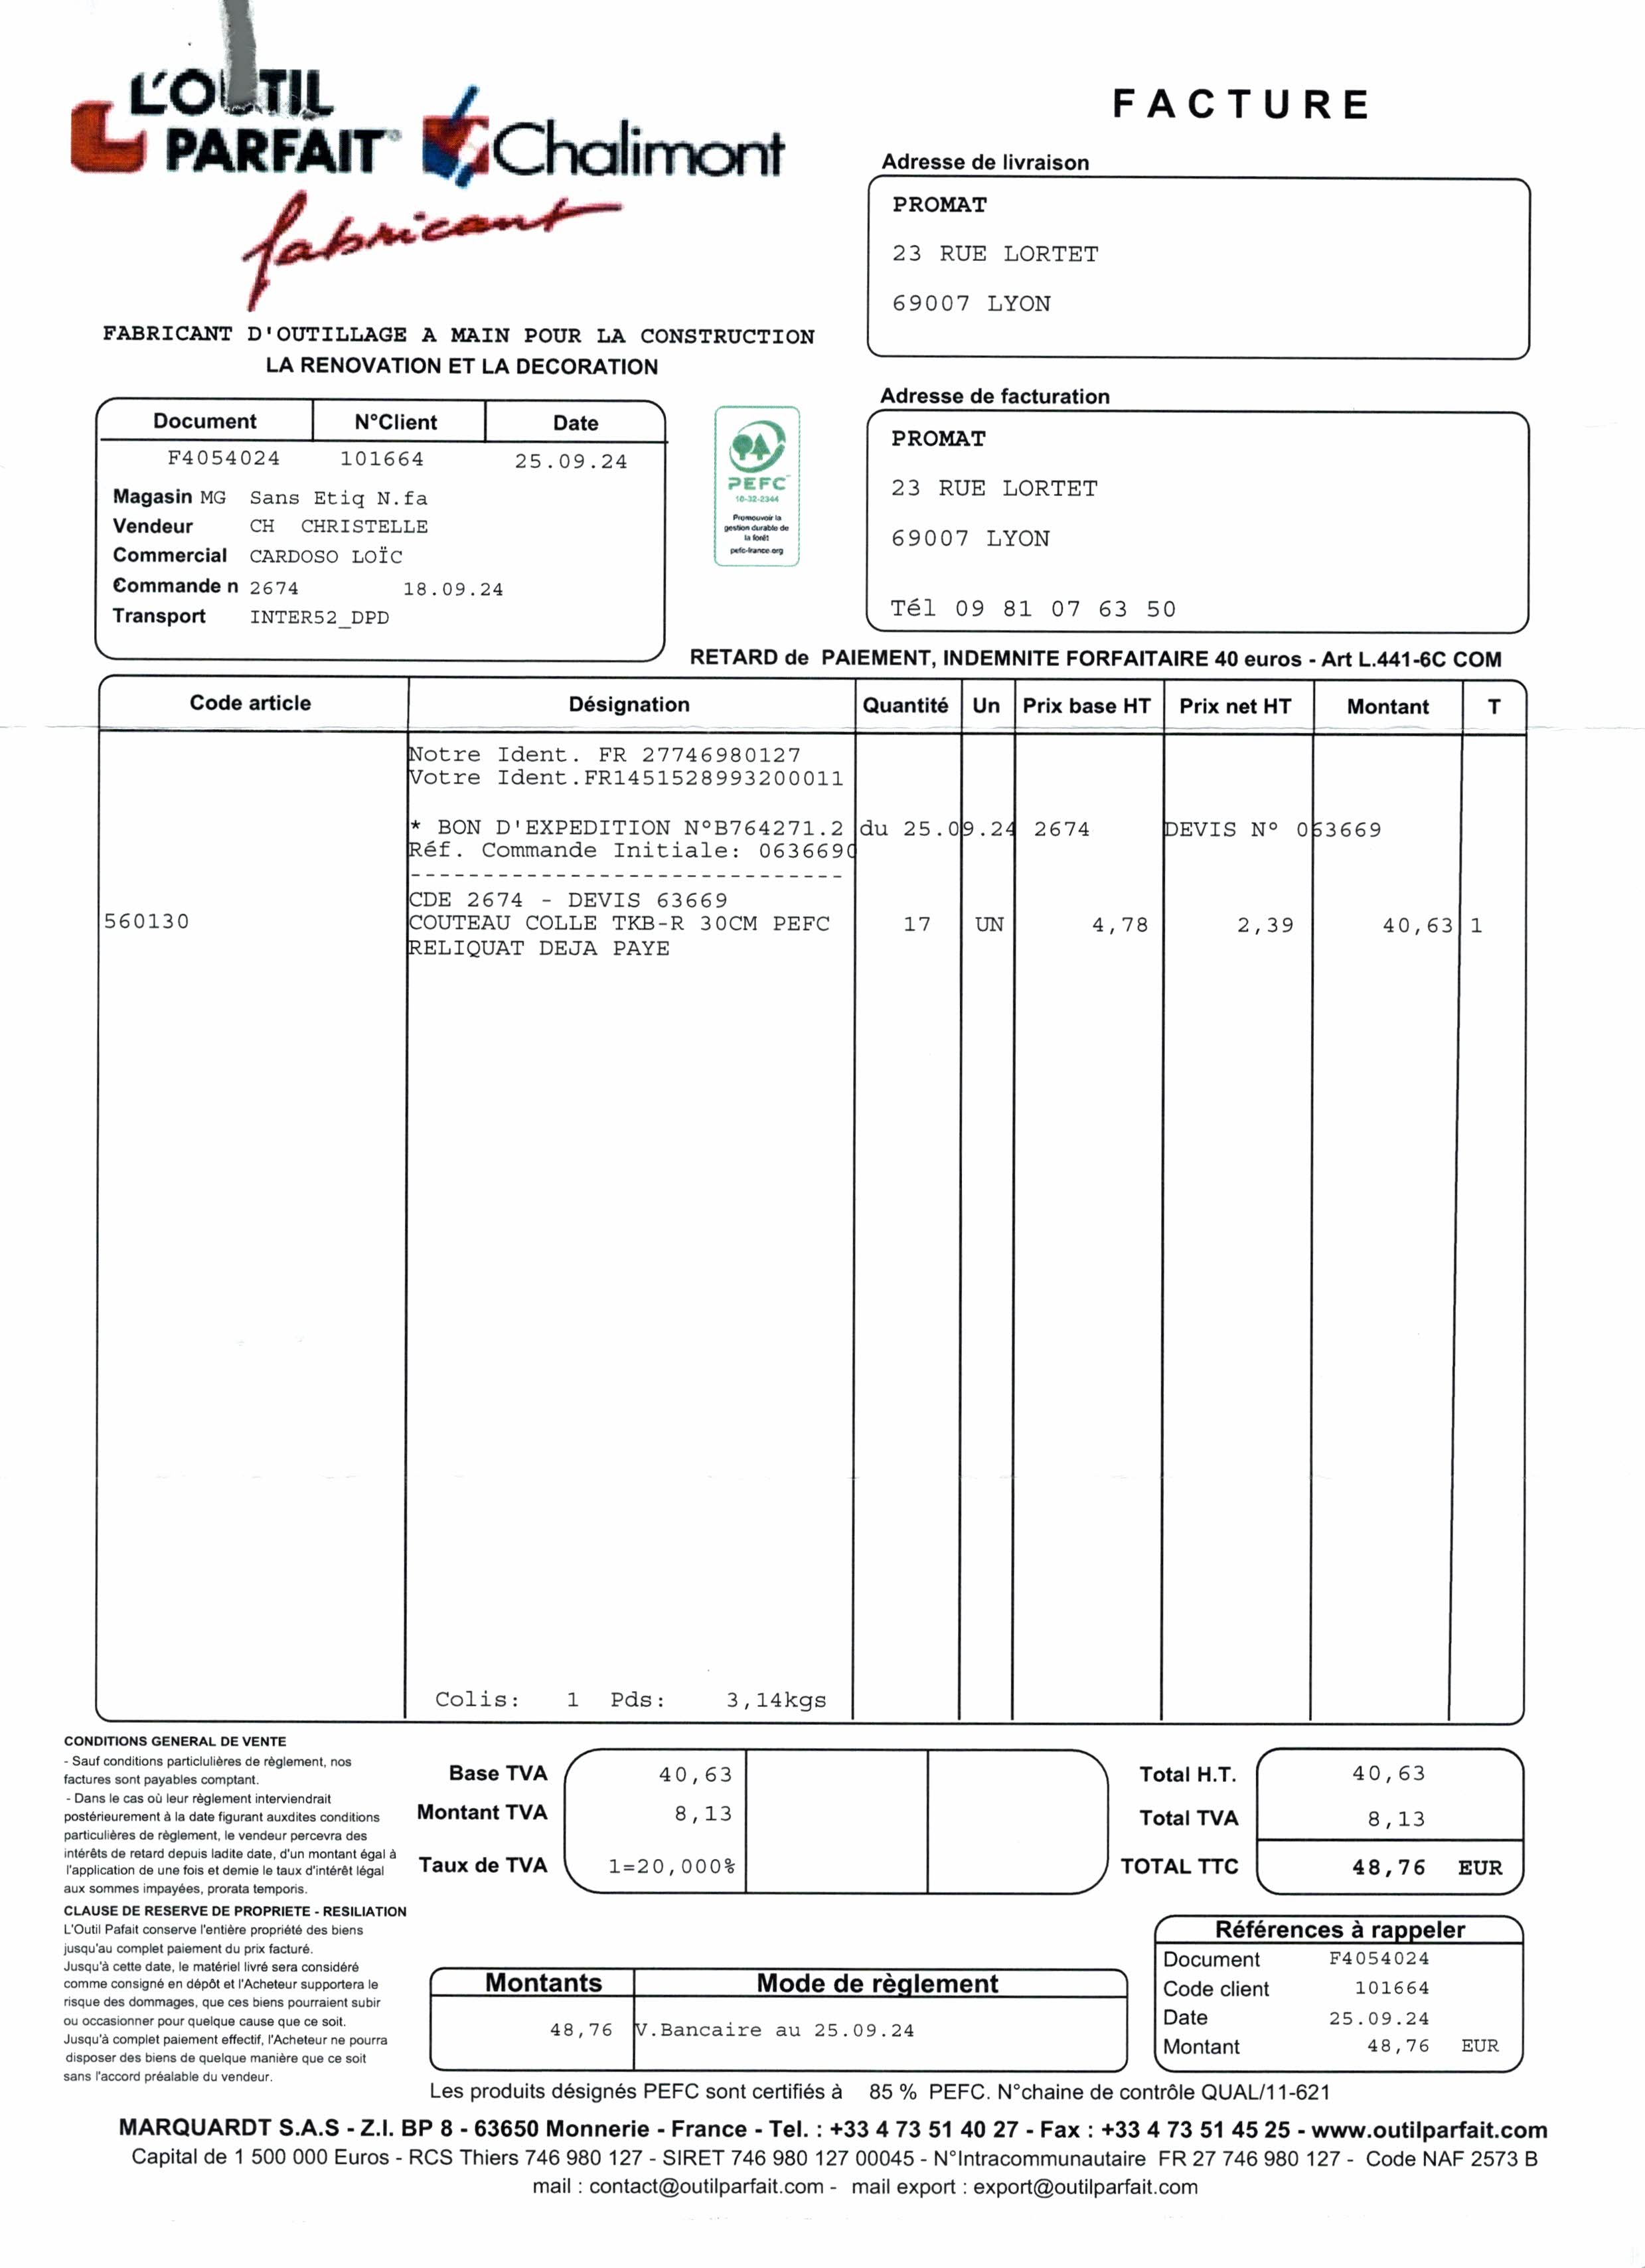 L'OUTIL
PARFAIT®
Chalimont
fabricant
FABRICANT D'OUTILLAGE A MAIN POUR LA CONSTRUCTION
LA RENOVATION ET LA DECORATION
FACTURE
Adresse de livraison
PROMAT
23 RUE LORTET
69007 LYON
Adresse de facturation
PROMAT
23 RUE LORTET
69007 LYON
Tél 09 81 07 63 50
Document N°Client Date
F4054024 101664 25.09.24
Magasin MG Sans Etiq N.fa
Vendeur CH CHRISTELLE
Commercial CARDOSO LOÏC
Commande n 2674 18.09.24
Transport INTER52_DPD
PEFC™
10-32-2344
Promouvoir la
gestion durable de
la forêt
pefc-france.org
RETARD de PAIEMENT, INDEMNITE FORFAITAIRE 40 euros - Art L.441-6C COM
Code article Désignation Quantité Un Prix base HT Prix net HT Montant T
Notre Ident. FR 27746980127
Votre Ident.FR1451528993200011
* BON D'EXPEDITION N°B764271.2 du 25.09.24 2674 DEVIS N° 063669
Réf. Commande Initiale: 0636690
------------------------------
CDE 2674 - DEVIS 63669
560130 COUTEAU COLLE TKB-R 30CM PEFC 17 UN 4,78 2,39 40,63 1
RELIQUAT DEJA PAYE
Colis: 1 Pds: 3,14kgs
CONDITIONS GENERAL DE VENTE
- Sauf conditions particlulières de règlement, nos
factures sont payables comptant.
- Dans le cas où leur règlement interviendrait
postérieurement à la date figurant auxdites conditions
particulières de règlement, le vendeur percevra des
intérêts de retard depuis ladite date, d'un montant égal à
l'application de une fois et demie le taux d'intérêt légal
aux sommes impayées, prorata temporis.
CLAUSE DE RESERVE DE PROPRIETE - RESILIATION
L'Outil Pafait conserve l'entière propriété des biens
jusqu'au complet paiement du prix facturé.
Jusqu'à cette date, le matériel livré sera considéré
comme consigné en dépôt et l'Acheteur supportera le
risque des dommages, que ces biens pourraient subir
ou occasionner pour quelque cause que ce soit.
Jusqu'à complet paiement effectif, l'Acheteur ne pourra
disposer des biens de quelque manière que ce soit
sans l'accord préalable du vendeur.
Base TVA 40,63
Montant TVA 8,13
Taux de TVA 1=20,000%
Total H.T. 40,63
Total TVA 8,13
TOTAL TTC 48,76 EUR
Montants Mode de règlement
48,76 V.Bancaire au 25.09.24
Références à rappeler
Document F4054024
Code client 101664
Date 25.09.24
Montant 48,76 EUR
Les produits désignés PEFC sont certifiés à 85 % PEFC. N°chaine de contrôle QUAL/11-621
MARQUARDT S.A.S - Z.I. BP 8 - 63650 Monnerie - France - Tel. : +33 4 73 51 40 27 - Fax : +33 4 73 51 45 25 - www.outilparfait.com
Capital de 1 500 000 Euros - RCS Thiers 746 980 127 - SIRET 746 980 127 00045 - N°Intracommunautaire FR 27 746 980 127 - Code NAF 2573 B
mail : contact@outilparfait.com - mail export : export@outilparfait.com